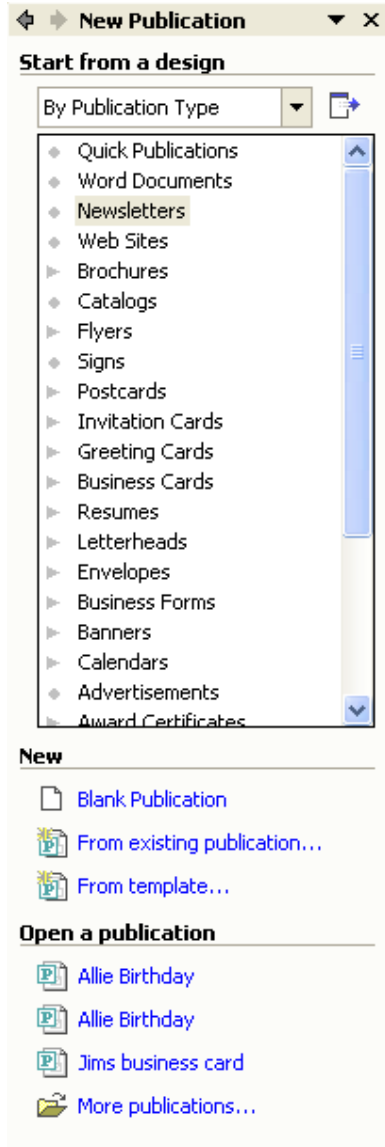 New Publication
Start from a design
By Publication Type
Quick Publications
Word Documents
Newsletters
Web Sites
Brochures
Catalogs
Flyers
Signs
Postcards
Invitation Cards
Greeting Cards
Business Cards
Resumes
Letterheads
Envelopes
Business Forms
Banners
Calendars
Advertisements
Award Certificates
New
Blank Publication
From existing publication...
From template...
Open a publication
Allie Birthday
Allie Birthday
Jims business card
More publications...